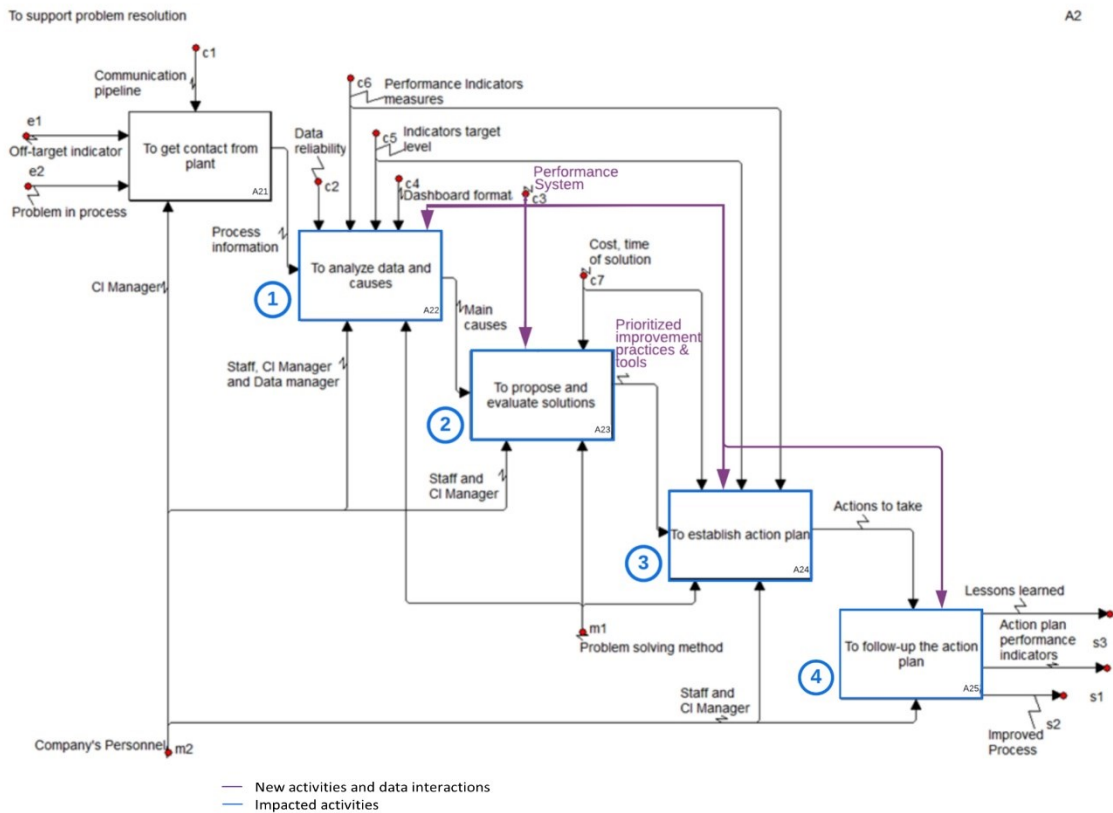 To support problem resolution
A2
c1
Communication
pipeline
e1
Off-target indicator
e2
Problem in process
To get contact from
plant
A21
c6
Performance Indicators
measures
Data
reliability
c2
c5
Indicators target
level
c4
Dashboard format
Performance
System
c3
Process
information
CI Manager
To analyze data and
causes
A22
1
Cost, time
of solution
c7
Main
causes
Prioritized
improvement
practices &
tools
Staff, CI Manager
and Data manager
To propose and
evaluate solutions
A23
2
Staff and
CI Manager
Actions to take
To establish action plan
A24
3
m1
Problem solving method
Lessons learned
s3
Action plan
performance
indicators
s1
To follow-up the action
plan
A25
4
s2
Improved
Process
Staff and
CI Manager
Company's Personnel
m2
New activities and data interactions
Impacted activities